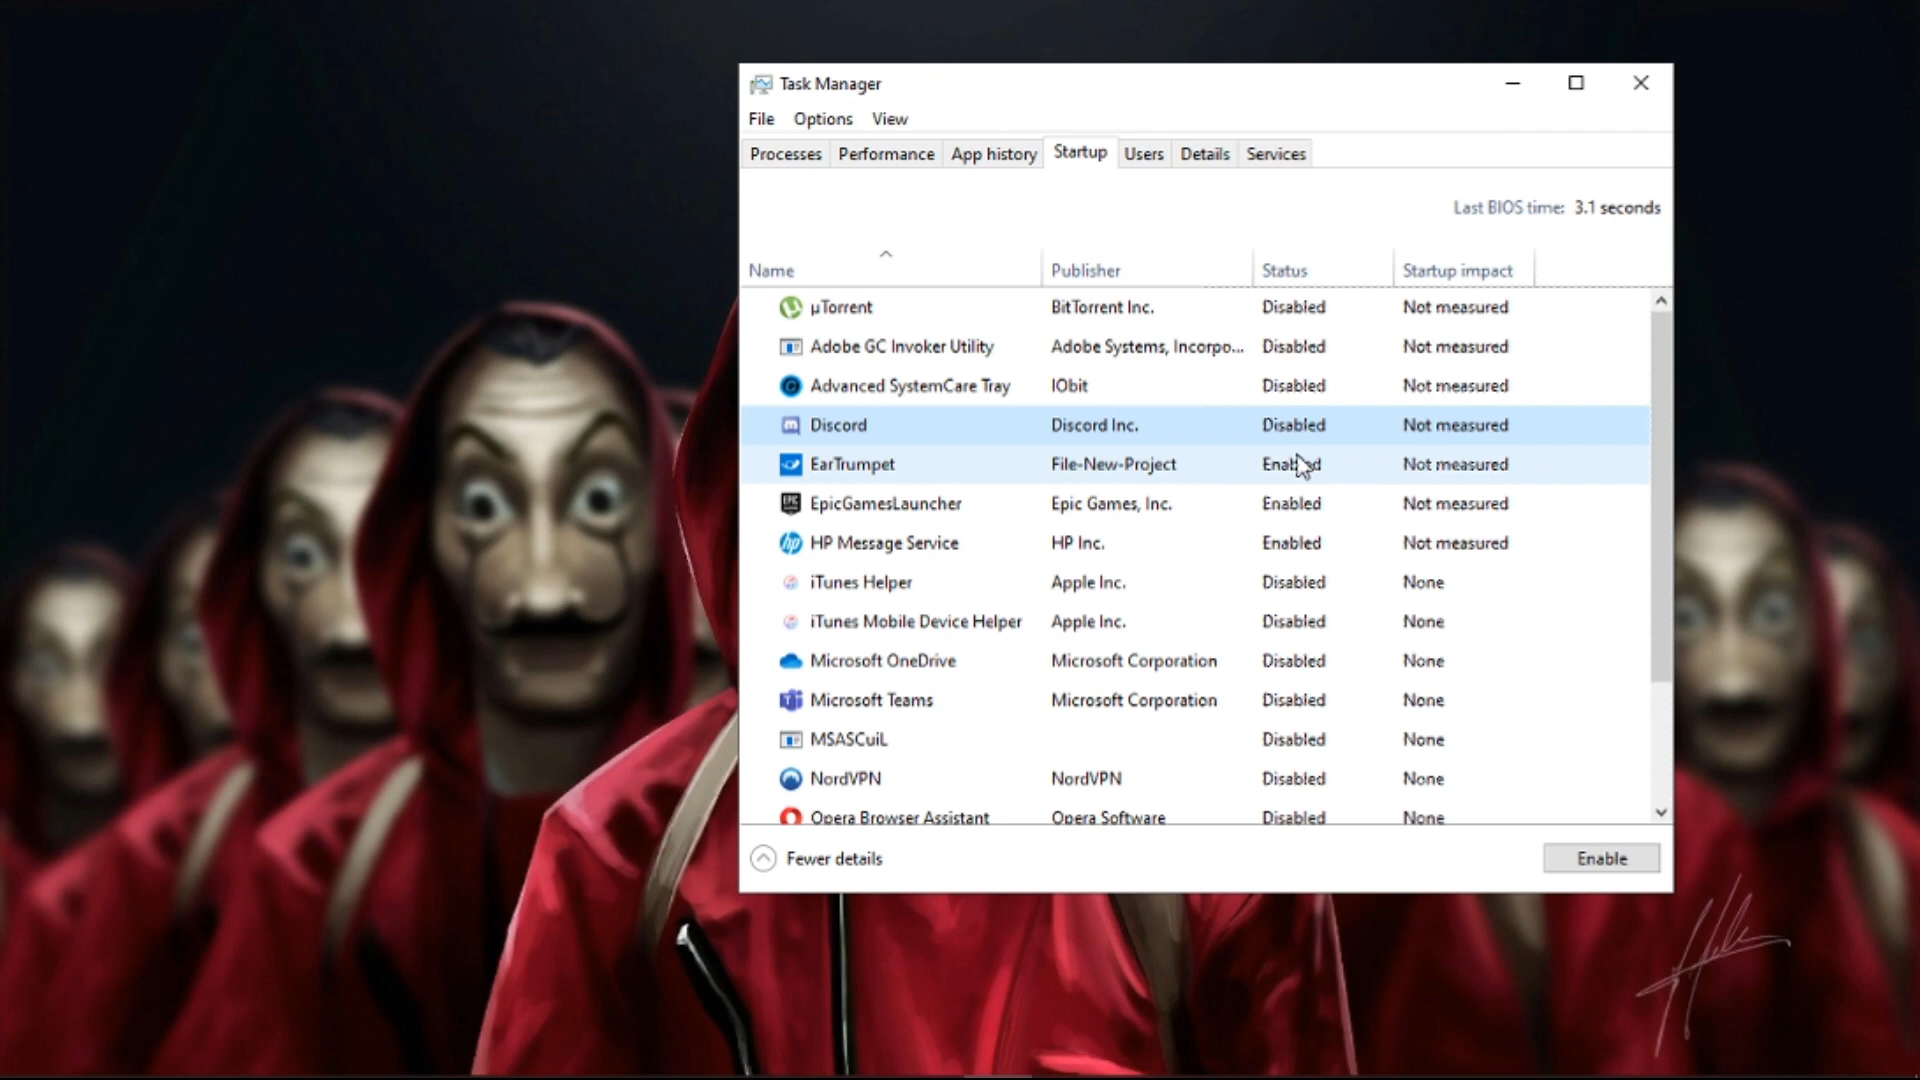 Task Manager
File Options View
Processes Performance App history Startup Users Details Services
Last BIOS time: 3.1 seconds
Name Publisher Status Startup impact
µTorrent BitTorrent Inc. Disabled Not measured
Adobe GC Invoker Utility Adobe Systems, Incorpo... Disabled Not measured
Advanced SystemCare Tray IObit Disabled Not measured
Discord Discord Inc. Disabled Not measured
EarTrumpet File-New-Project Enabled Not measured
EpicGamesLauncher Epic Games, Inc. Enabled Not measured
HP Message Service HP Inc. Enabled Not measured
iTunes Helper Apple Inc. Disabled None
iTunes Mobile Device Helper Apple Inc. Disabled None
Microsoft OneDrive Microsoft Corporation Disabled None
Microsoft Teams Microsoft Corporation Disabled None
MSASCuiL Disabled None
NordVPN NordVPN Disabled None
Opera Browser Assistant Opera Software Disabled None
Fewer details Enable